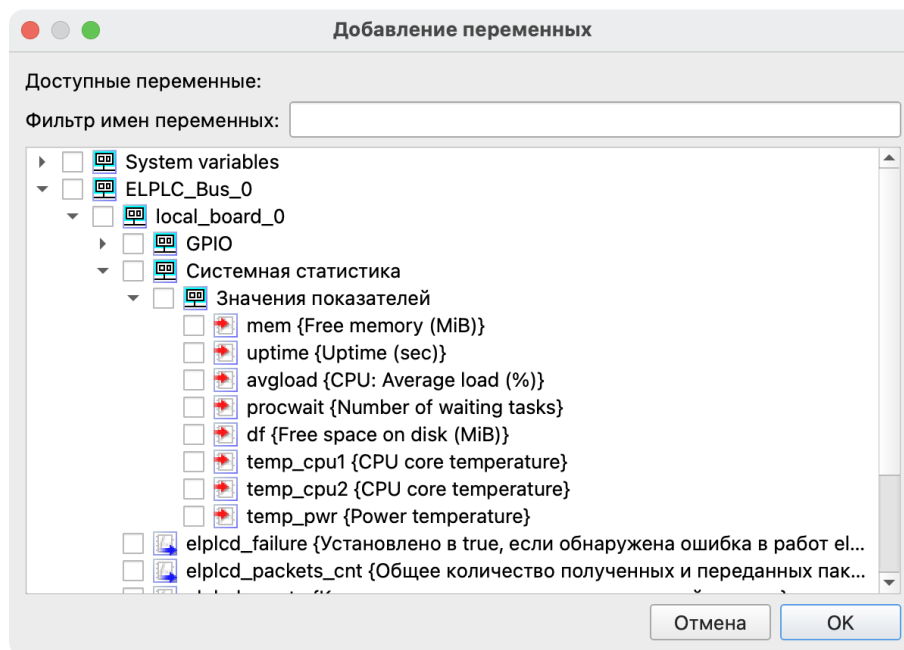 Добавление переменных
Доступные переменные:
Фильтр имен переменных:
System variables
ELPLC_Bus_0
local_board_0
GPIO
Системная статистика
Значения показателей
mem {Free memory (MiB)}
uptime {Uptime (sec)}
avgload {CPU: Average load (%)}
procwait {Number of waiting tasks}
df {Free space on disk (MiB)}
temp_cpu1 {CPU core temperature}
temp_cpu2 {CPU core temperature}
temp_pwr {Power temperature}
elplcd_failure {Установлено в true, если обнаружена ошибка в работ el...
elplcd_packets_cnt {Общее количество полученных и переданных пак...
Отмена
OK